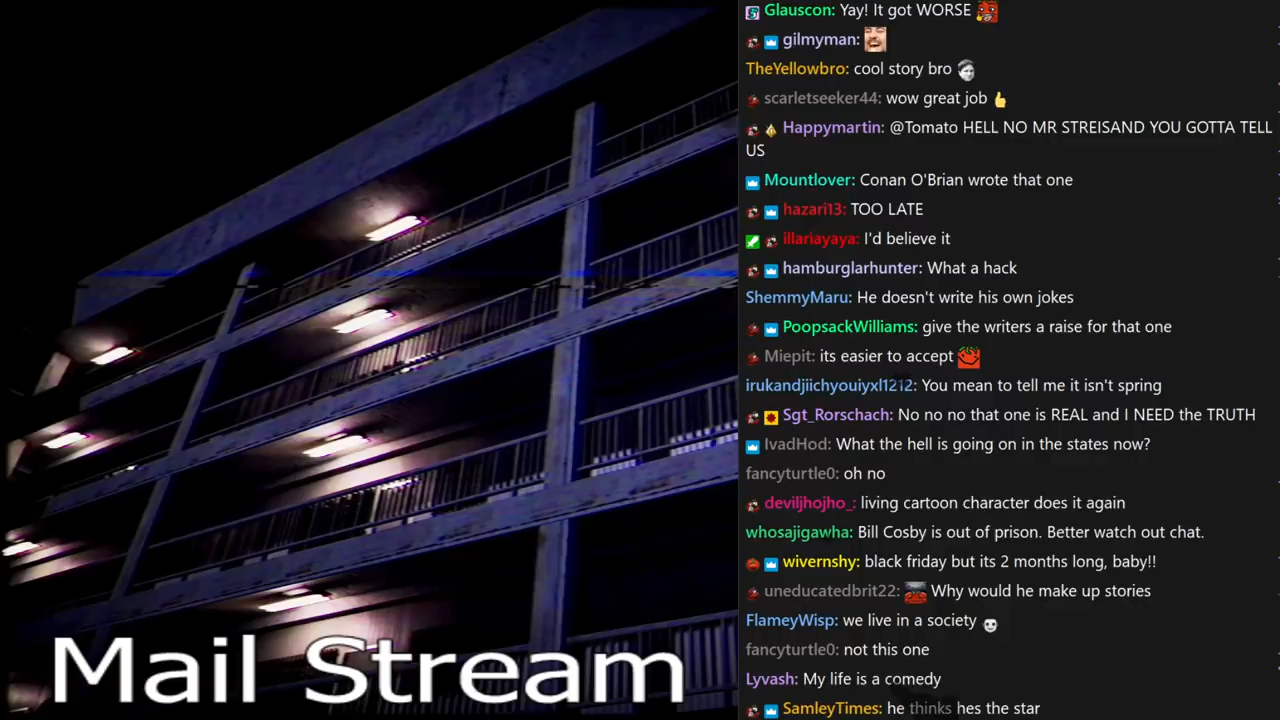 Glauscon: Yay! It got WORSE
gilmyman:
TheYellowbro: cool story bro
scarletseeker44: wow great job
Happymartin: @Tomato HELL NO MR STREISAND YOU GOTTA TELL
US
Mountlover: Conan O'Brian wrote that one
hazari13: TOO LATE
illariayaya: I'd believe it
hamburglarhunter: What a hack
ShemmyMaru: He doesn't write his own jokes
PoopsackWilliams: give the writers a raise for that one
Miepit: its easier to accept
irukandjiichyouiyxl1212: You mean to tell me it isn't spring
Sgt_Rorschach: No no no that one is REAL and I NEED the TRUTH
IvadHod: What the hell is going on in the states now?
fancyturtle0: oh no
deviljhojho_: living cartoon character does it again
whosajigawha: Bill Cosby is out of prison. Better watch out chat.
wivernshy: black friday but its 2 months long, baby!!
uneducatedbrit22: Why would he make up stories
FlameyWisp: we live in a society
fancyturtle0: not this one
Lyvash: My life is a comedy
SamleyTimes: he thinks hes the star
Mail Stream